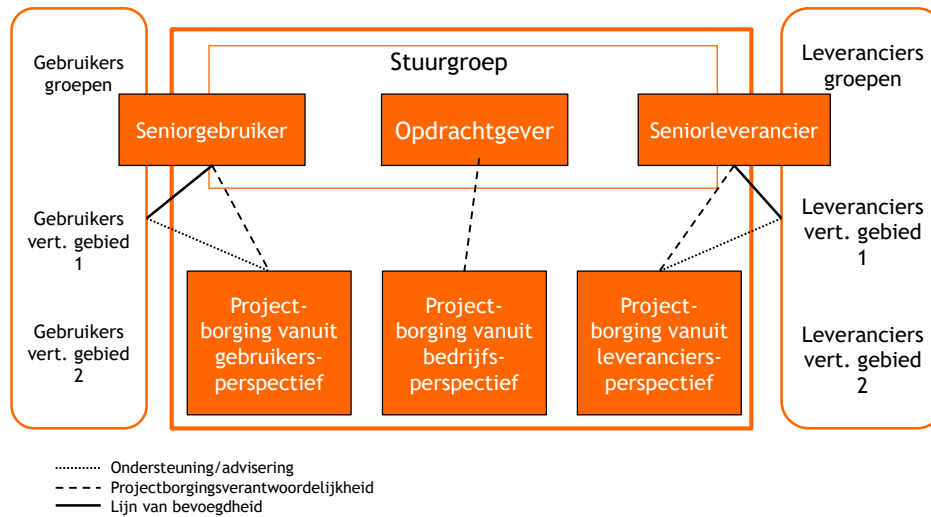 Gebruikers
groepen
Stuurgroep
Leveranciers
groepen
Seniorgebruiker
Opdrachtgever
Seniorleverancier
Gebruikers
vert. gebied
1
Leveranciers
vert. gebied
1
Project-
borging vanuit
gebruikers-
perspectief
Project-
borging vanuit
bedrijfs-
perspectief
Project-
borging vanuit
leveranciers-
perspectief
Gebruikers
vert. gebied
2
Leveranciers
vert. gebied
2
Ondersteuning/advisering
Projectborgingsverantwoordelijkheid
Lijn van bevoegdheid